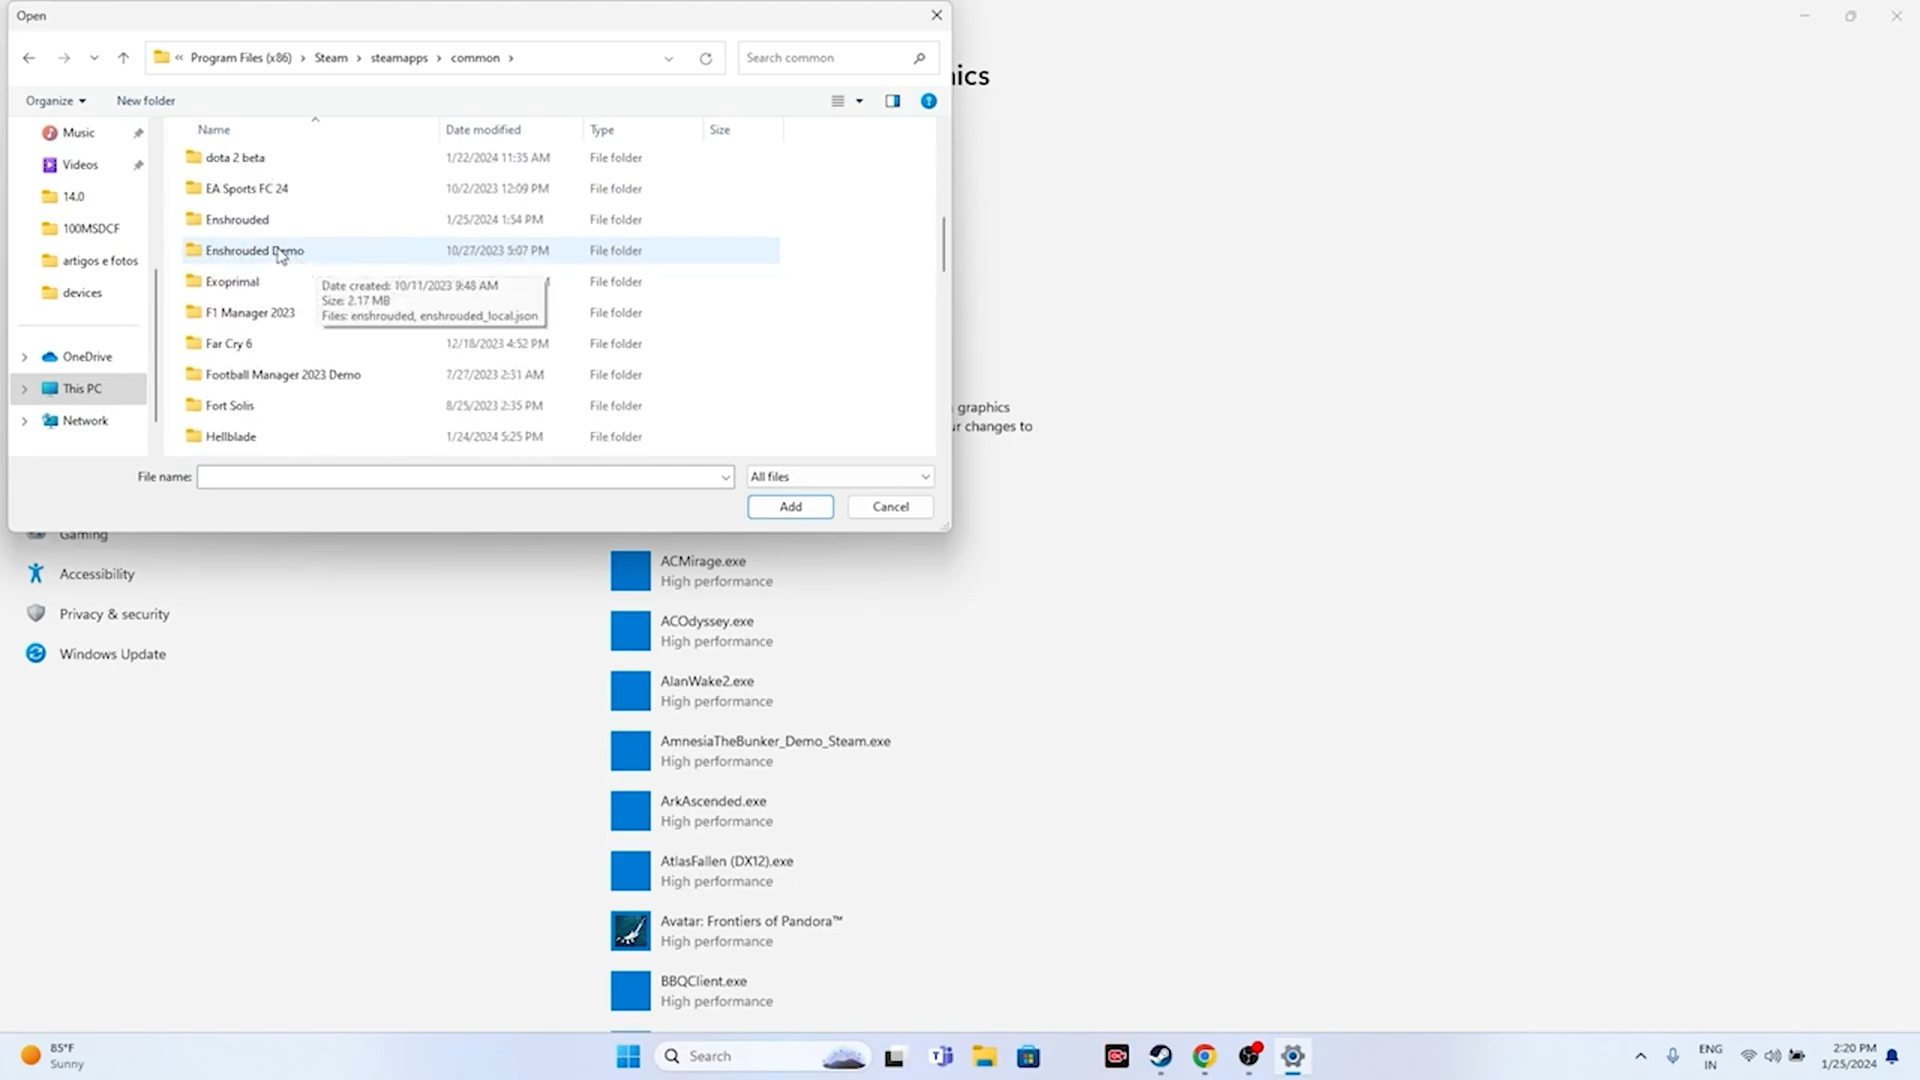 Open
« Program Files (x86) › Steam › steamapps › common ›
Search common
Organize
New folder
Music
Videos
14.0
100MSDCF
artigos e fotos
devices
OneDrive
This PC
Network
Name Date modified Type Size
dota 2 beta 1/22/2024 11:35 AM File folder
EA Sports FC 24 10/2/2023 12:09 PM File folder
Enshrouded 1/25/2024 1:54 PM File folder
Enshrouded Demo 10/27/2023 5:07 PM File folder
Exoprimal File folder
F1 Manager 2023 File folder
Far Cry 6 12/18/2023 4:52 PM File folder
Football Manager 2023 Demo 7/27/2023 2:31 AM File folder
Fort Solis 8/25/2023 2:35 PM File folder
Hellblade 1/24/2024 5:25 PM File folder
Date created: 10/11/2023 9:48 AM
Size: 2.17 MB
Files: enshrouded, enshrouded_local.json
File name:
All files
Add
Cancel
ics
graphics
ur changes to
Gaming
Accessibility
Privacy & security
Windows Update
ACMirage.exe
High performance
ACOdyssey.exe
High performance
AlanWake2.exe
High performance
AmnesiaTheBunker_Demo_Steam.exe
High performance
ArkAscended.exe
High performance
AtlasFallen (DX12).exe
High performance
Avatar: Frontiers of Pandora™
High performance
BBQClient.exe
High performance
85°F
Sunny
Search
ENG
IN
2:20 PM
1/25/2024